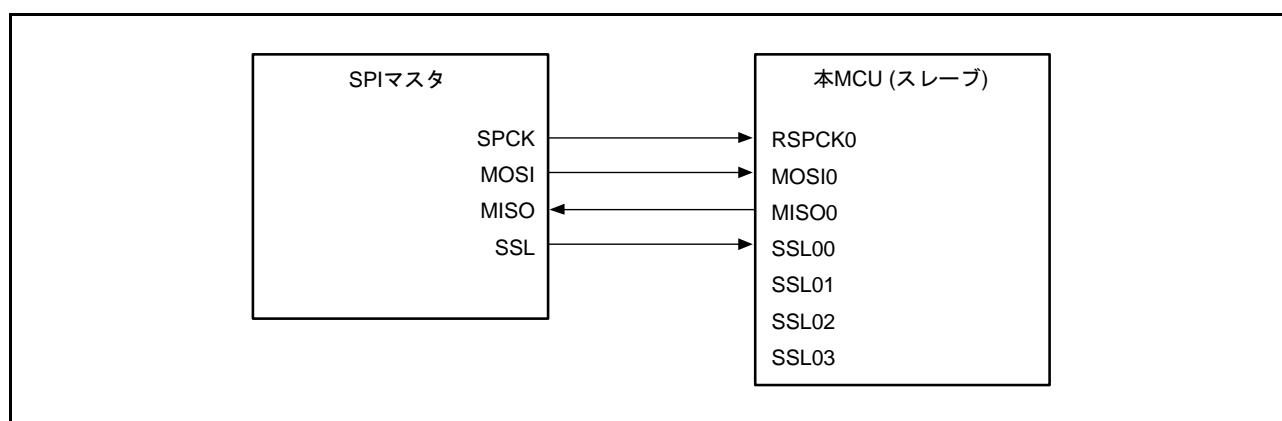 SPIマスタ
SPCK
MOSI
MISO
SSL
本MCU (スレーブ)
RSPCK0
MOSI0
MISO0
SSL00
SSL01
SSL02
SSL03